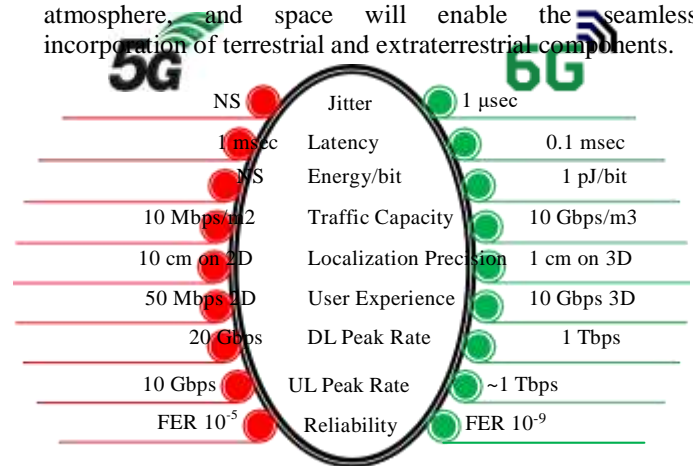 atmosphere, and space will enable the seamless
incorporation of terrestrial and extraterrestrial components.
5G 6G
NS Jitter 1 μsec
1 msec Latency 0.1 msec
NS Energy/bit 1 pJ/bit
10 Mbps/m2 Traffic Capacity 10 Gbps/m3
10 cm on 2D Localization Precision 1 cm on 3D
50 Mbps 2D User Experience 10 Gbps 3D
20 Gbps DL Peak Rate 1 Tbps
10 Gbps UL Peak Rate ~1 Tbps
FER 10⁻⁵ Reliability FER 10⁻⁹